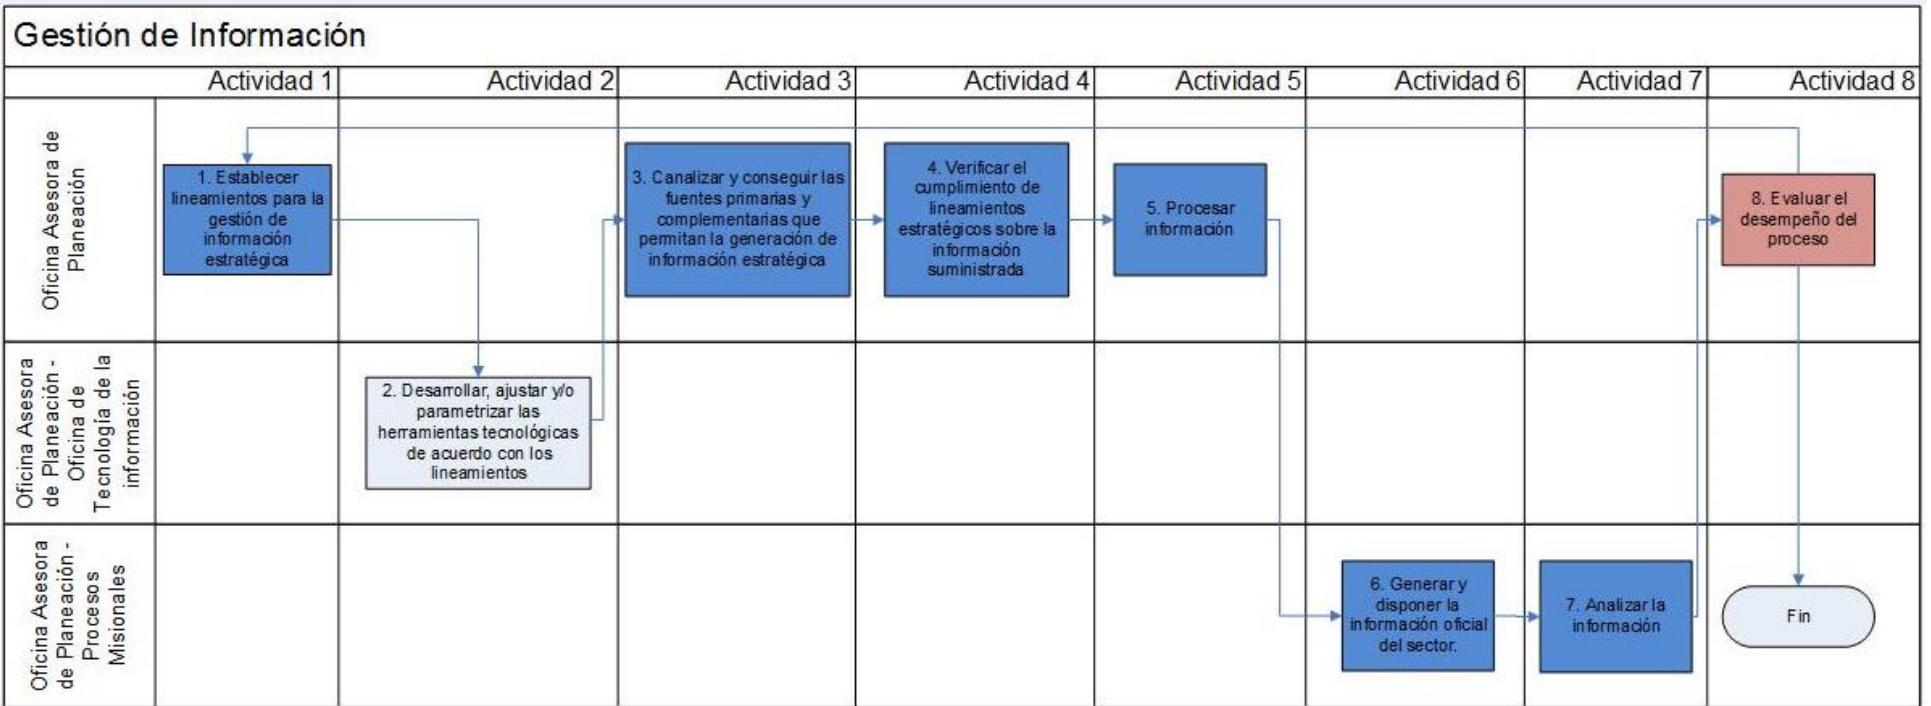 Gestión de Información
Actividad 1
Actividad 2
Actividad 3
Actividad 4
Actividad 5
Actividad 6
Actividad 7
Actividad 8
Oficina Asesora de
Planeación
1. Establecer
lineamientos para la
gestión de
información
estratégica
3. Canalizar y conseguir las
fuentes primarias y
complementarias que
permitan la generación de
información estratégica
4. Verificar el
cumplimiento de
lineamientos
estratégicos sobre la
información
suministrada
5. Procesar
información
8. Evaluar el
desempeño del
proceso
Oficina Asesora
de Planeación -
Oficina de
Tecnología de la
información
2. Desarrollar, ajustar y/o
parametrizar las
herramientas tecnológicas
de acuerdo con los
lineamientos
Oficina Asesora
de Planeación -
Procesos
Misionales
6. Generar y
disponer la
información oficial
del sector.
7. Analizar la
información
Fin